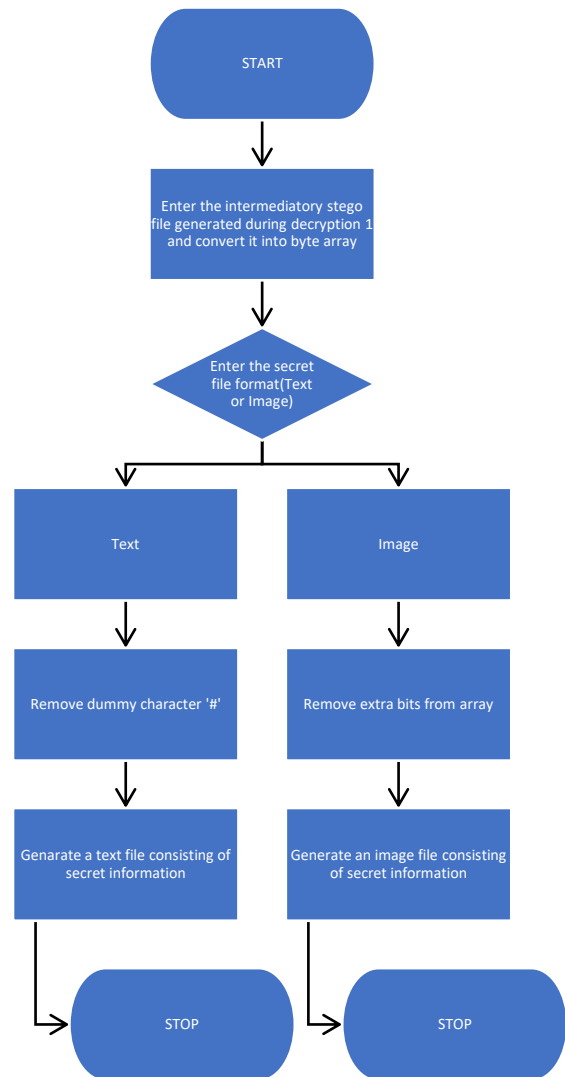 START
Enter the intermediatory stego
file generated during decryption 1
and convert it into byte array
Enter the secret
file format(Text
or Image)
Text
Image
Remove dummy character '#'
Remove extra bits from array
Genarate a text file consisting of
secret information
Generate an image file consisting
of secret information
STOP
STOP